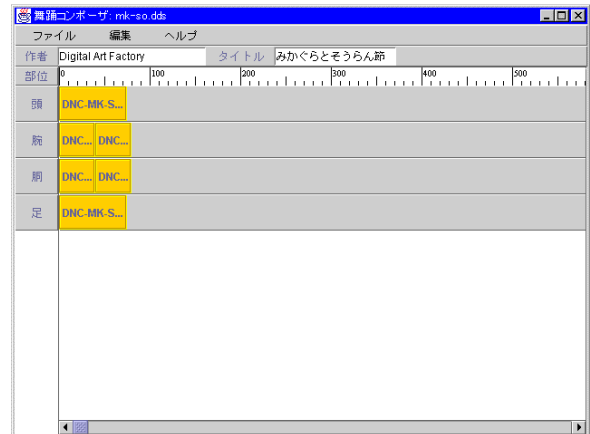 舞踊コンポーザ: mk-so.dds
ファイル 編集 ヘルプ
作者 Digital Art Factory タイトル みかぐらとそうらん節
部位 0 100 200 300 400 500
頭 DNC-MK-S...
腕 DNC... DNC...
胴 DNC... DNC...
足 DNC-MK-S...